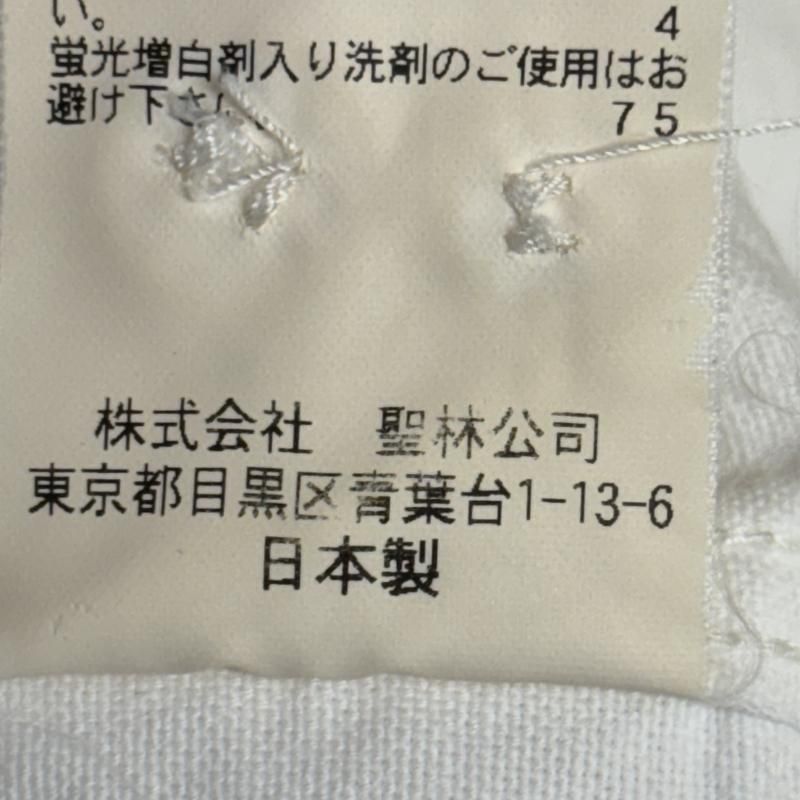 い。
4
蛍光増白剤入り洗剤のご使用はお
避け下さい。
75
株式会社　聖林公司
東京都目黒区青葉台1-13-6
日本製